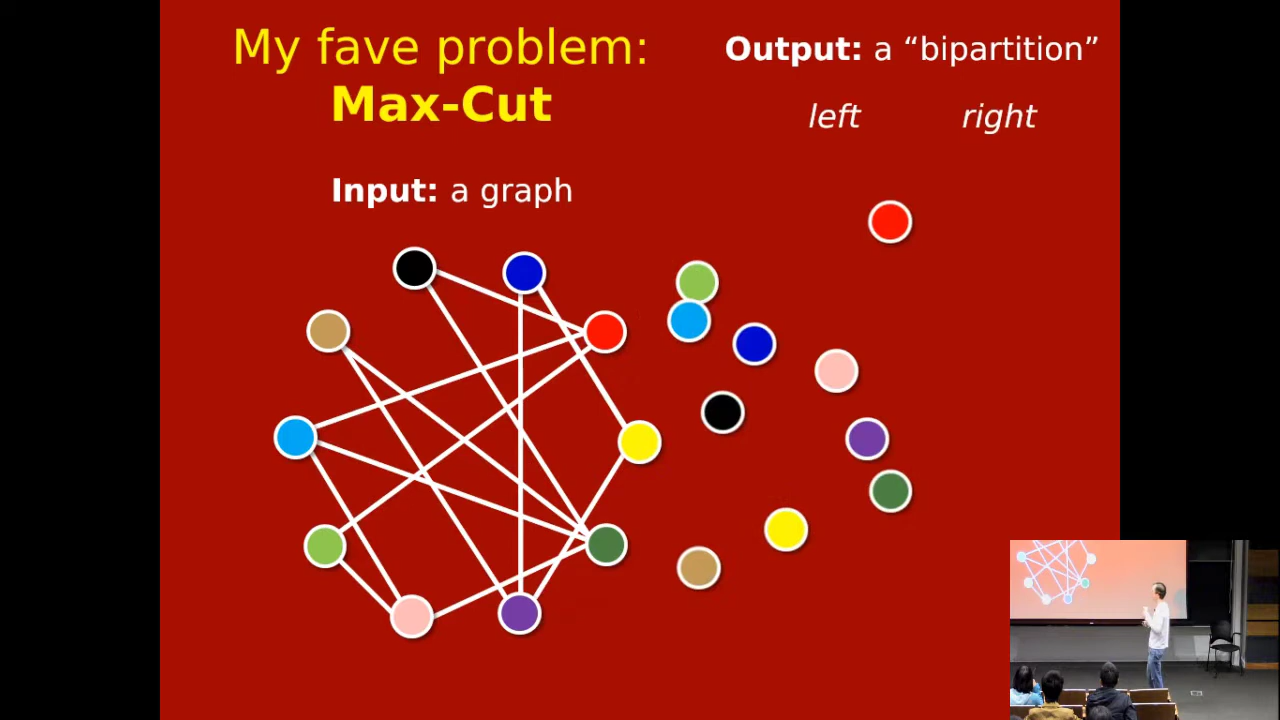 My fave problem:
Max-Cut
Output: a “bipartition”
left right
Input: a graph